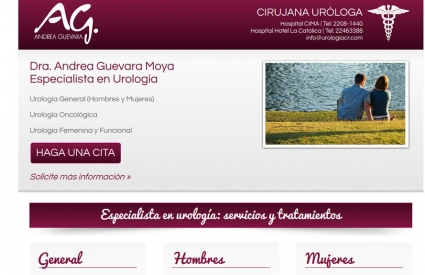 AG.
ANDREA GUEVARA
CIRUJANA URÓLOGA
Hospital CIMA | Tel: 2208-1440
Hospital Hotel La Católica | Tel: 22463388
info@urologiacr.com
Dra. Andrea Guevara Moya
Especialista en Urología
Urología General (Hombres y Mujeres)
Urología Oncológica
Urología Femenina y Funcional
HAGA UNA CITA
Solicite más información »
Especialista en urología: servicios y tratamientos
General
Hombres
Mujeres